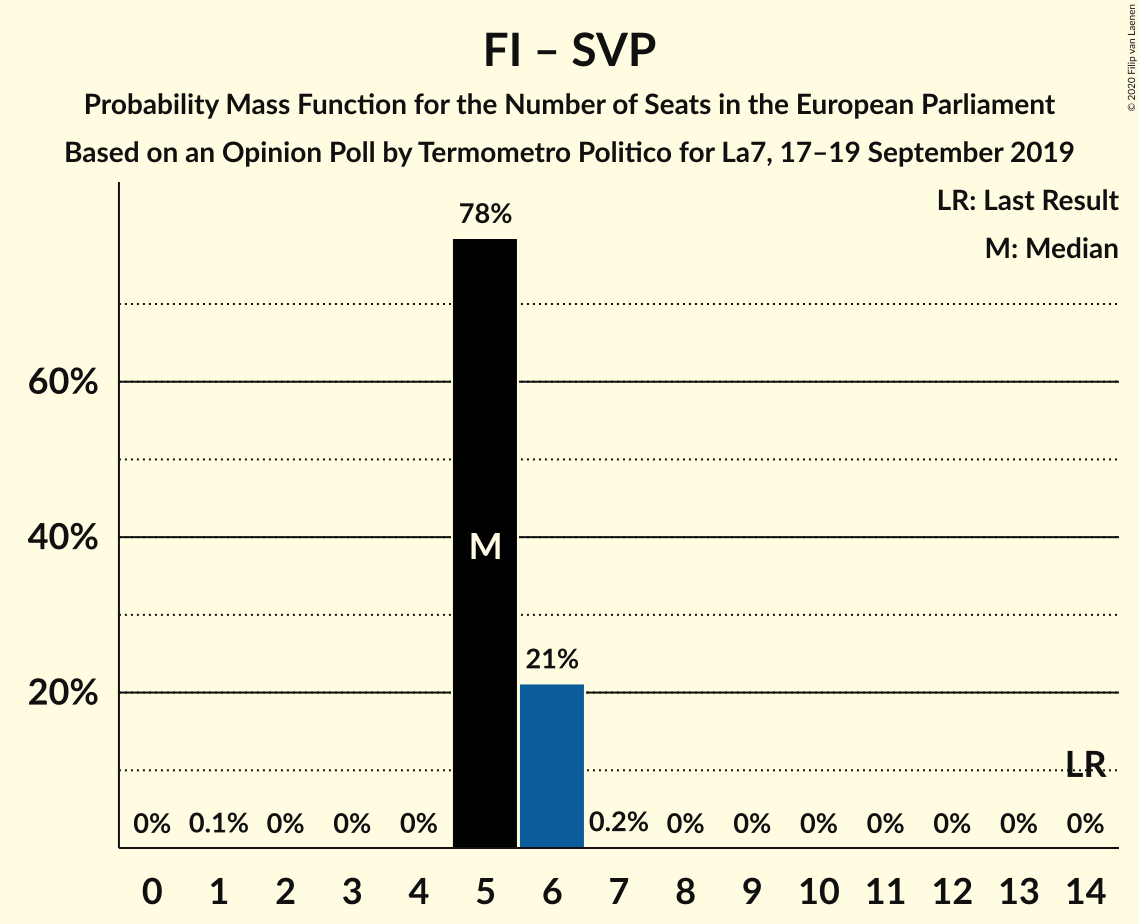 FI – SVP
Probability Mass Function for the Number of Seats in the European Parliament
Based on an Opinion Poll by Termometro Politico for La7, 17–19 September 2019
© 2020 Filip van Laenen
LR: Last Result
M: Median
78%
60%
40%
M
21%
20%
LR
0% 0.1% 0% 0% 0% 0.2% 0% 0% 0% 0% 0% 0% 0%
0 1 2 3 4 5 6 7 8 9 10 11 12 13 14